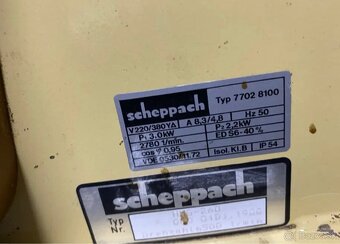 scheppach
Typ 7702 8100
V220/380YΔ A 8,3/4,8 Hz 50
P₁ 3,0kW P₂ 2,2kW
2780 1/min. ED S6-40%
cos φ 0,95
VDE 0530/11.72 Isol. Kl.B IP 54
scheppach
Typ
Nr.